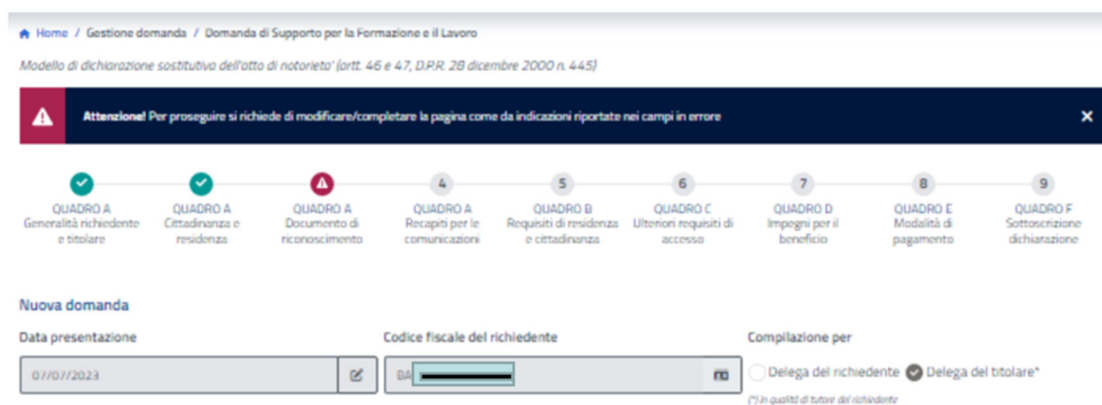 Home / Gestione domanda / Domanda di Supporto per la Formazione e il Lavoro
Modello di dichiarazione sostitutiva dell'atto di notorieta' (artt. 46 e 47, D.P.R. 28 dicembre 2000 n. 445)
Attenzione! Per proseguire si richiede di modificare/completare la pagina come da indicazioni riportate nei campi in errore
4 5 6 7 8 9
QUADRO A QUADRO A QUADRO A QUADRO A QUADRO B QUADRO C QUADRO D QUADRO E QUADRO F
Generalità richiedente Cittadinanza e Documento di Recapiti per le Requisiti di residenza Ulteriori requisiti di Impegni per il Modalità di Sottoscrizione
e titolare residenza riconoscimento comunicazioni e cittadinanza accesso beneficio pagamento dichiarazione
Nuova domanda
Data presentazione Codice fiscale del richiedente Compilazione per
07/07/2023 DA Delega del richiedente Delega del titolare*
(*) in qualità di tutore del richiedente